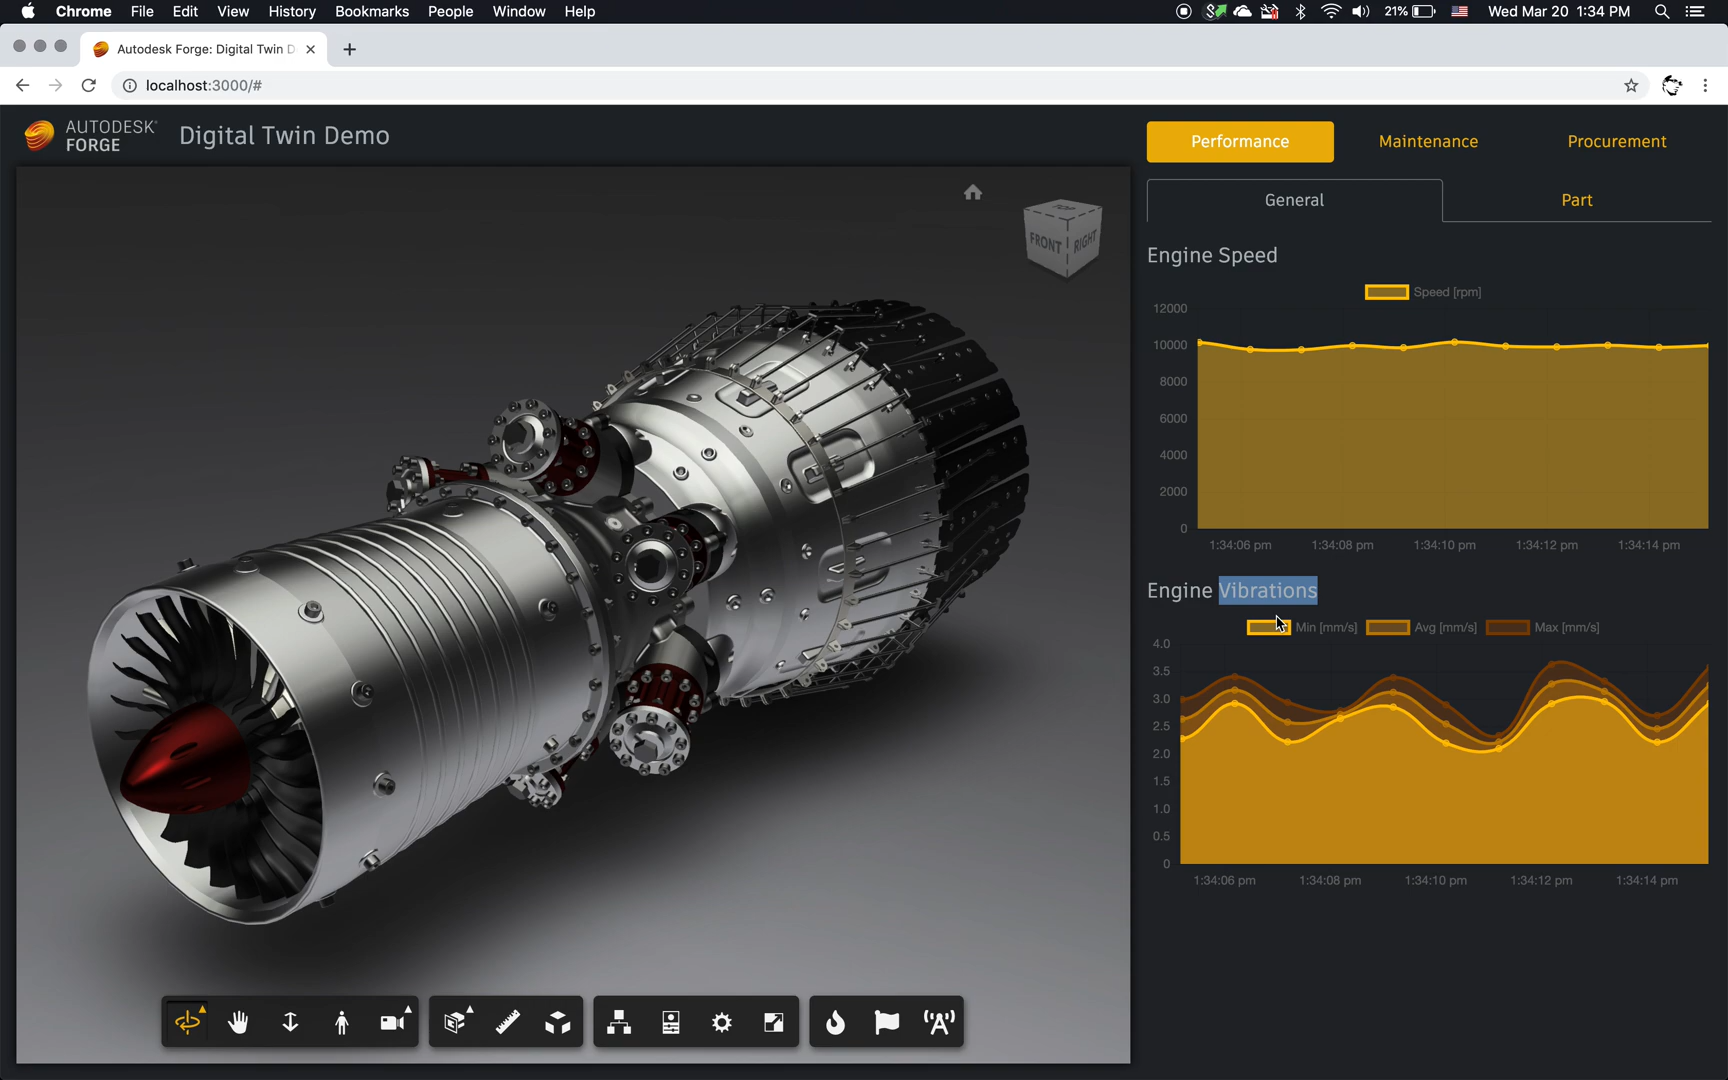 Chrome File Edit View History Bookmarks People Window Help 21% Wed Mar 20 1:34 PM
Autodesk Forge: Digital Twin D
localhost:3000/#
AUTODESK® FORGE
Digital Twin Demo
Performance Maintenance Procurement
General Part
TOP
FRONT RIGHT
Engine Speed
Speed [rpm]
12000
10000
8000
6000
4000
2000
0
1:34:06 pm 1:34:08 pm 1:34:10 pm 1:34:12 pm 1:34:14 pm
Engine Vibrations
Min [mm/s] Avg [mm/s] Max [mm/s]
4.0
3.5
3.0
2.5
2.0
1.5
1.0
0.5
0
1:34:06 pm 1:34:08 pm 1:34:10 pm 1:34:12 pm 1:34:14 pm